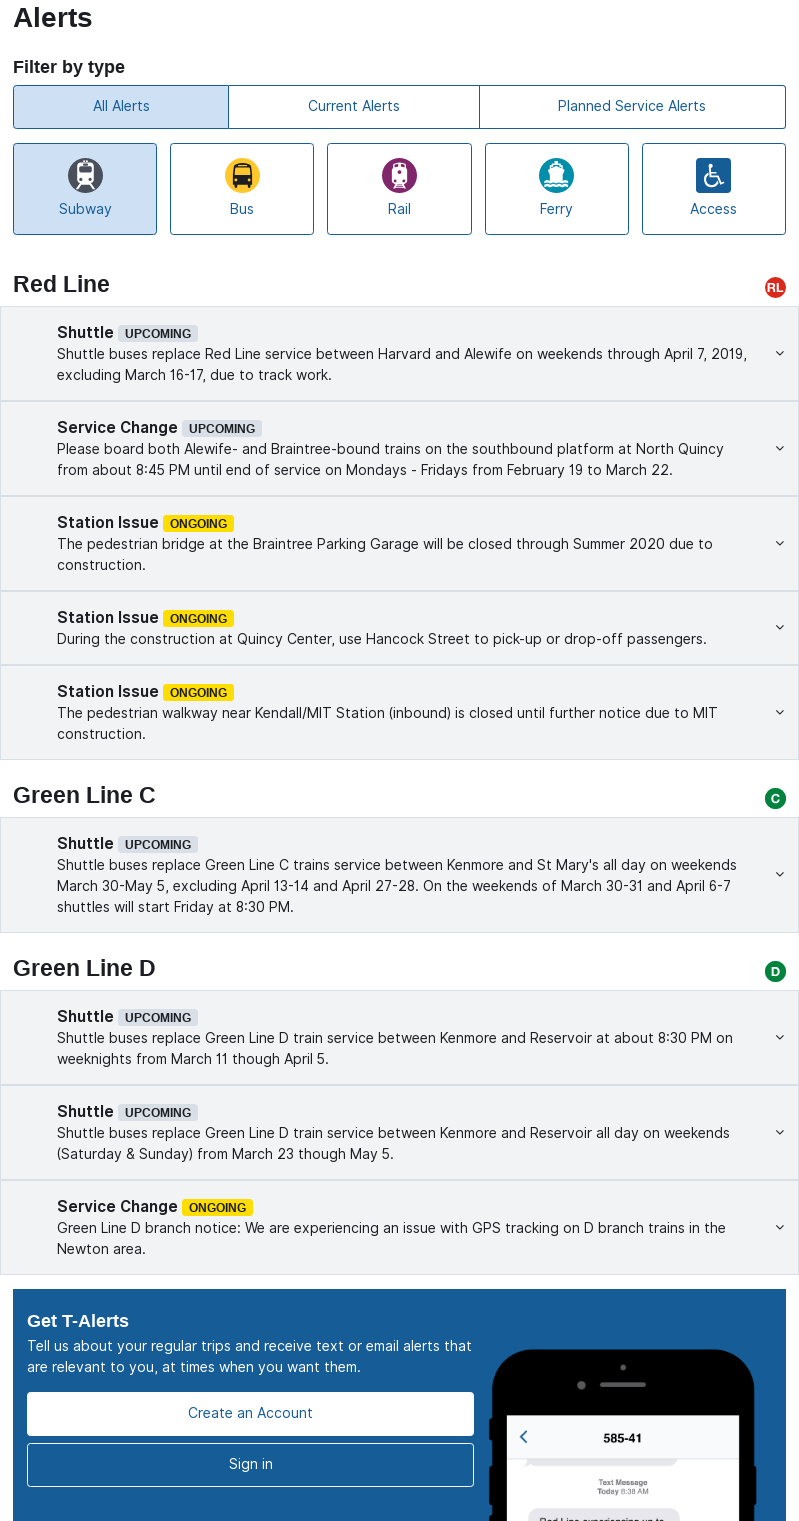 Alerts
Filter by type
All Alerts
Current Alerts
Planned Service Alerts
Subway
Bus
Rail
Ferry
Access
Red Line
RL
Shuttle UPCOMING
Shuttle buses replace Red Line service between Harvard and Alewife on weekends through April 7, 2019,
excluding March 16-17, due to track work.
Service Change UPCOMING
Please board both Alewife- and Braintree-bound trains on the southbound platform at North Quincy
from about 8:45 PM until end of service on Mondays - Fridays from February 19 to March 22.
Station Issue ONGOING
The pedestrian bridge at the Braintree Parking Garage will be closed through Summer 2020 due to
construction.
Station Issue ONGOING
During the construction at Quincy Center, use Hancock Street to pick-up or drop-off passengers.
Station Issue ONGOING
The pedestrian walkway near Kendall/MIT Station (inbound) is closed until further notice due to MIT
construction.
Green Line C
C
Shuttle UPCOMING
Shuttle buses replace Green Line C trains service between Kenmore and St Mary's all day on weekends
March 30-May 5, excluding April 13-14 and April 27-28. On the weekends of March 30-31 and April 6-7
shuttles will start Friday at 8:30 PM.
Green Line D
D
Shuttle UPCOMING
Shuttle buses replace Green Line D train service between Kenmore and Reservoir at about 8:30 PM on
weeknights from March 11 though April 5.
Shuttle UPCOMING
Shuttle buses replace Green Line D train service between Kenmore and Reservoir all day on weekends
(Saturday & Sunday) from March 23 though May 5.
Service Change ONGOING
Green Line D branch notice: We are experiencing an issue with GPS tracking on D branch trains in the
Newton area.
Get T-Alerts
Tell us about your regular trips and receive text or email alerts that
are relevant to you, at times when you want them.
Create an Account
Sign in
585-41
Text Message
Today 8:38 AM
Red Line experiencing up to